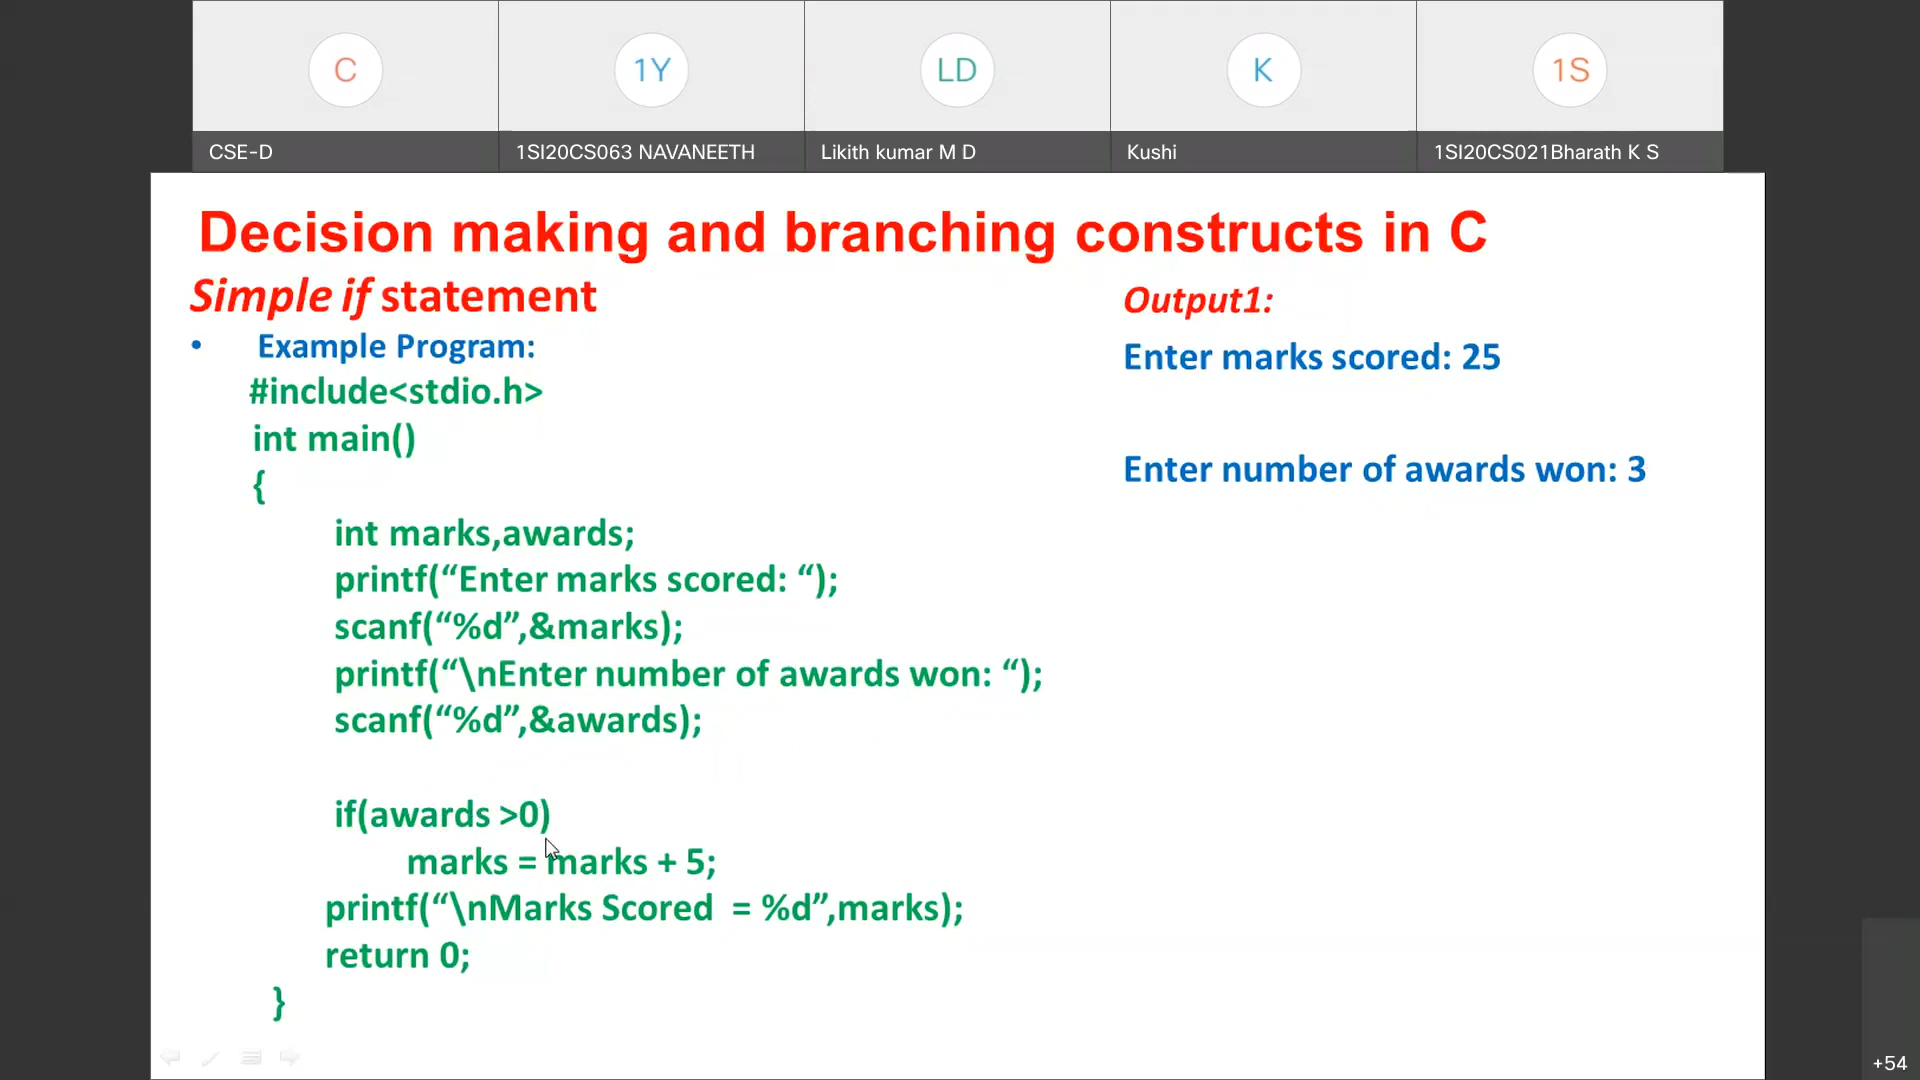 C
1Y
LD
K
1S
CSE-D
1SI20CS063 NAVANEETH
Likith kumar M D
Kushi
1SI20CS021Bharath K S
Decision making and branching constructs in C
Simple if statement
• Example Program:
#include<stdio.h>
int main()
{
int marks,awards;
printf(“Enter marks scored: “);
scanf(“%d”,&marks);
printf(“\nEnter number of awards won: “);
scanf(“%d”,&awards);
if(awards >0)
marks = marks + 5;
printf(“\nMarks Scored  = %d”,marks);
return 0;
}
Output1:
Enter marks scored: 25
Enter number of awards won: 3
+54